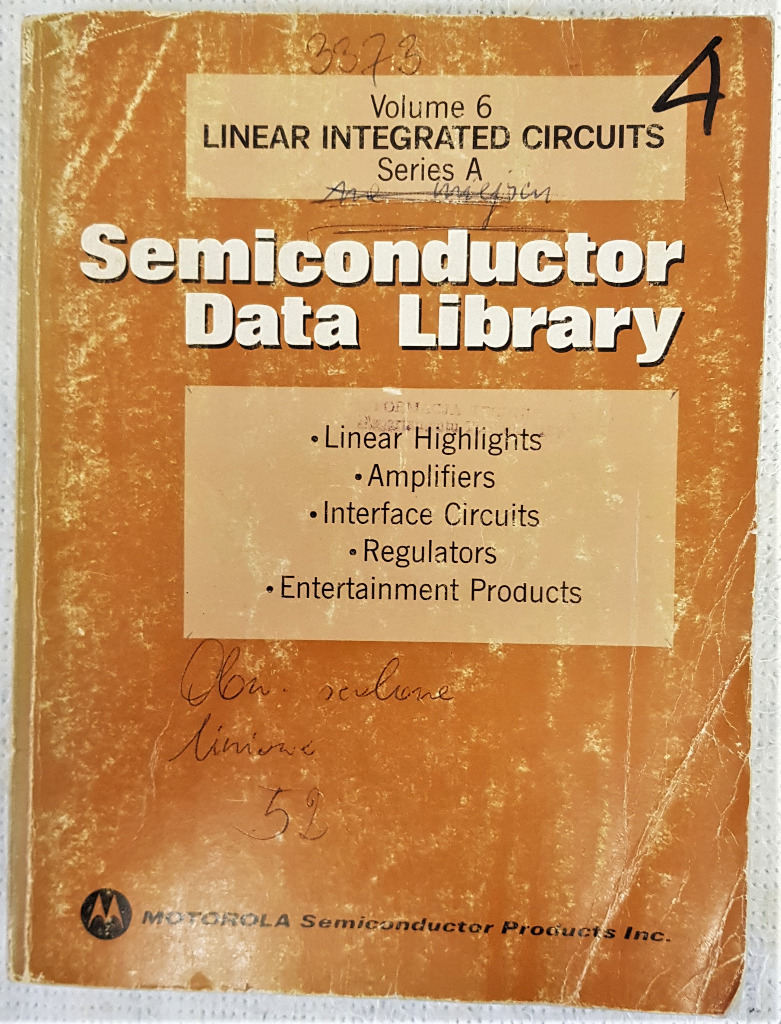 3373
4
Volume 6
LINEAR INTEGRATED CIRCUITS
Series A
Semiconductor
Data Library
• Linear Highlights
• Amplifiers
• Interface Circuits
• Regulators
• Entertainment Products
Obw. scalone
liniowe
52
MOTOROLA Semiconductor Products Inc.